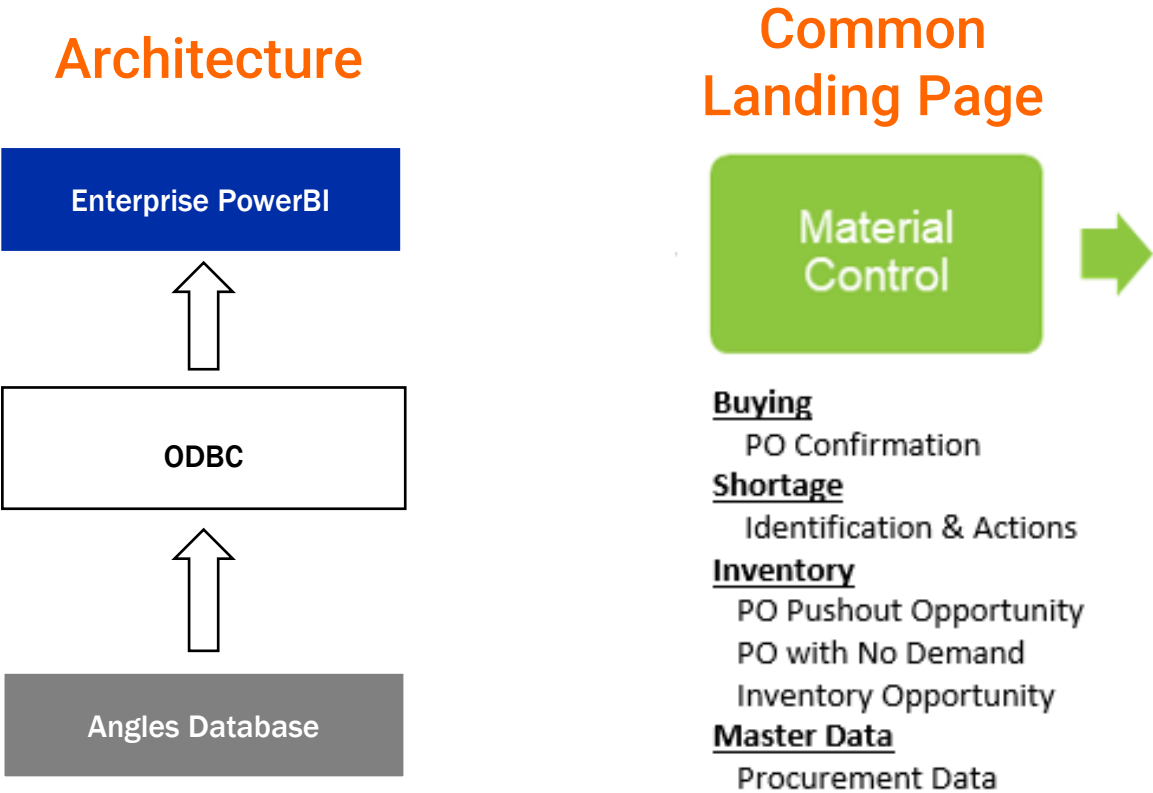 Architecture
Enterprise PowerBI
ODBC
Angles Database
Common
Landing Page
Material
Control
Buying
PO Confirmation
Shortage
Identification & Actions
Inventory
PO Pushout Opportunity
PO with No Demand
Inventory Opportunity
Master Data
Procurement Data